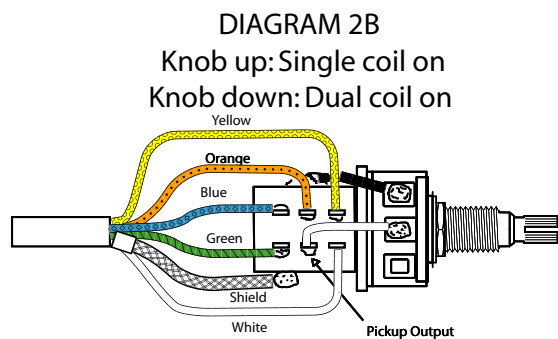 DIAGRAM 2B
Knob up: Single coil on
Knob down: Dual coil on
Yellow
Orange
Blue
Green
Shield
White
Pickup Output